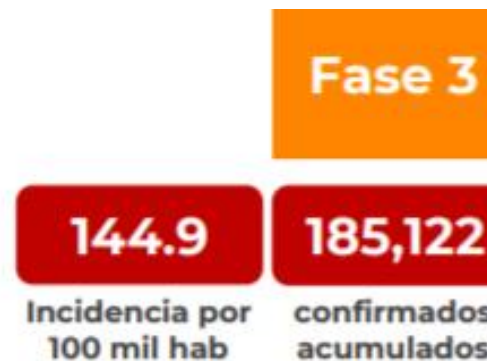 Fase 3
144.9
185,122
Incidencia por
100 mil hab
confirmados
acumulados